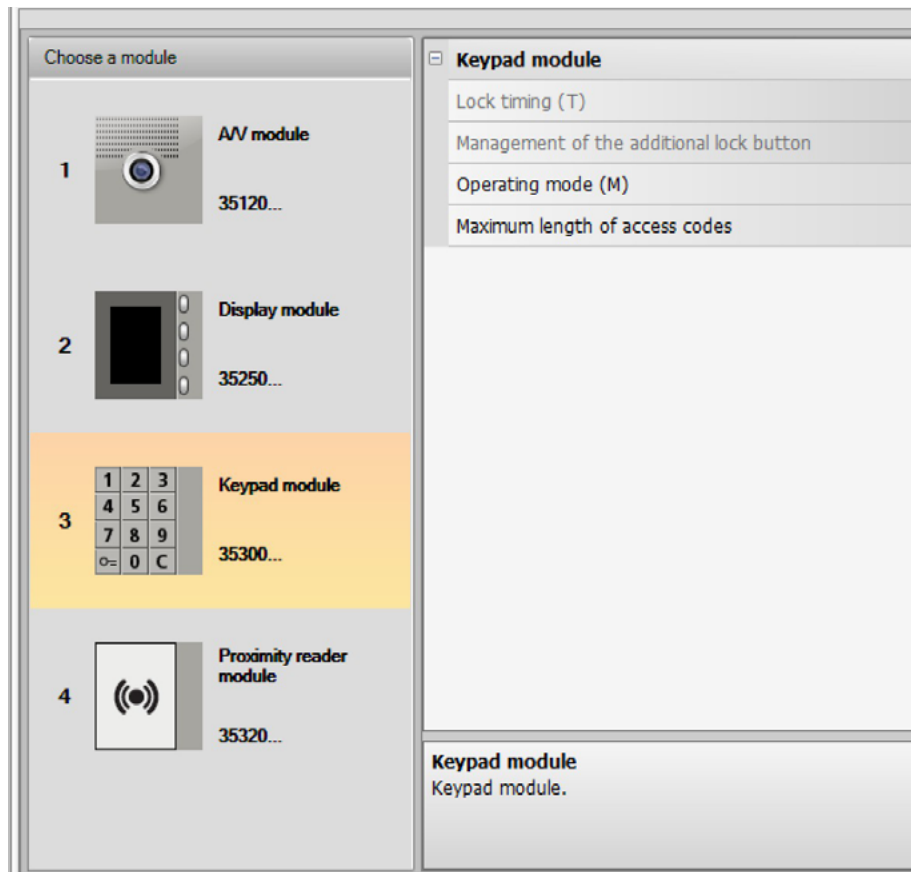 Choose a module
1
A/V module
35120...
2
Display module
35250...
3
1 2 3
4 5 6
7 8 9
0 C
Keypad module
35300...
4
Proximity reader
module
35320...
Keypad module
Lock timing (T)
Management of the additional lock button
Operating mode (M)
Maximum length of access codes
Keypad module
Keypad module.